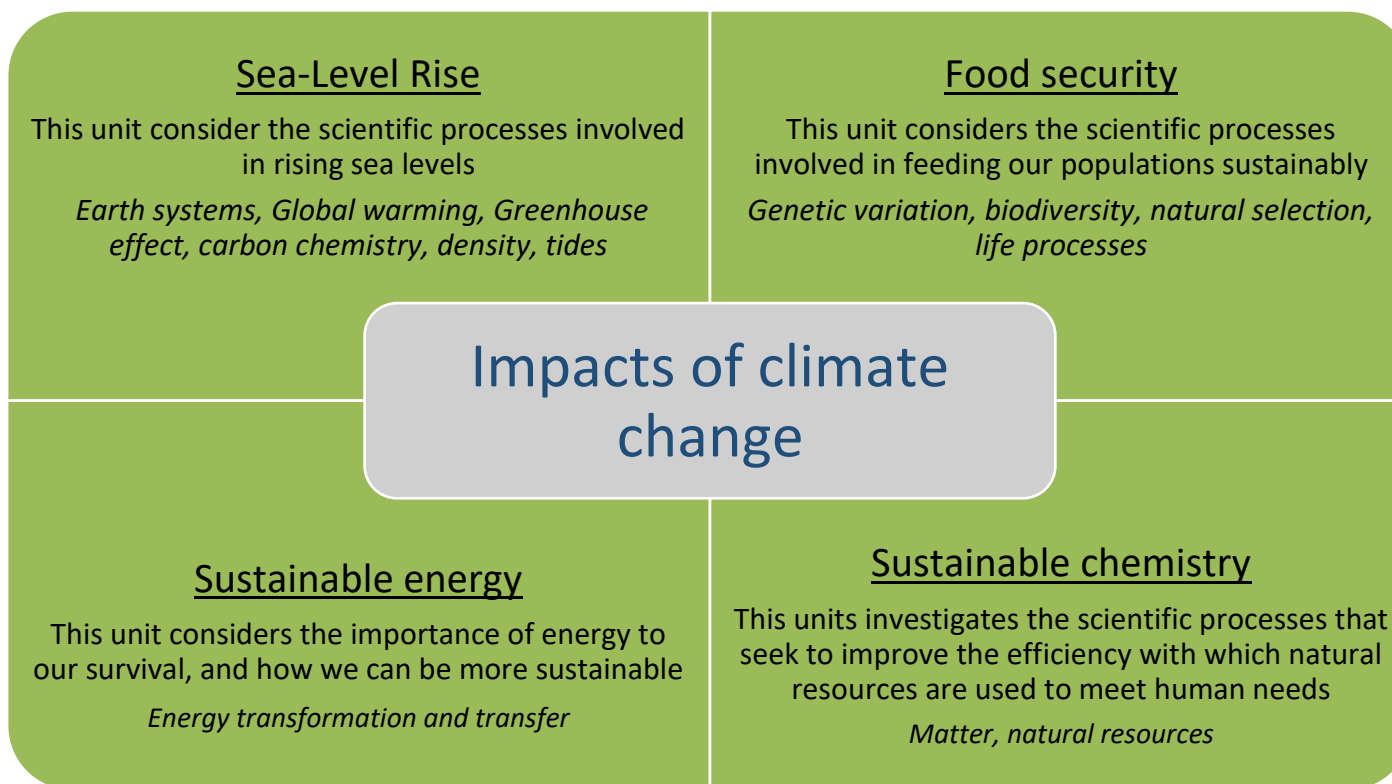 Sea-Level Rise
This unit consider the scientific processes involved
in rising sea levels
Earth systems, Global warming, Greenhouse
effect, carbon chemistry, density, tides
Food security
This unit considers the scientific processes
involved in feeding our populations sustainably
Genetic variation, biodiversity, natural selection,
life processes
Impacts of climate
change
Sustainable energy
This unit considers the importance of energy to
our survival, and how we can be more sustainable
Energy transformation and transfer
Sustainable chemistry
This units investigates the scientific processes that
seek to improve the efficiency with which natural
resources are used to meet human needs
Matter, natural resources